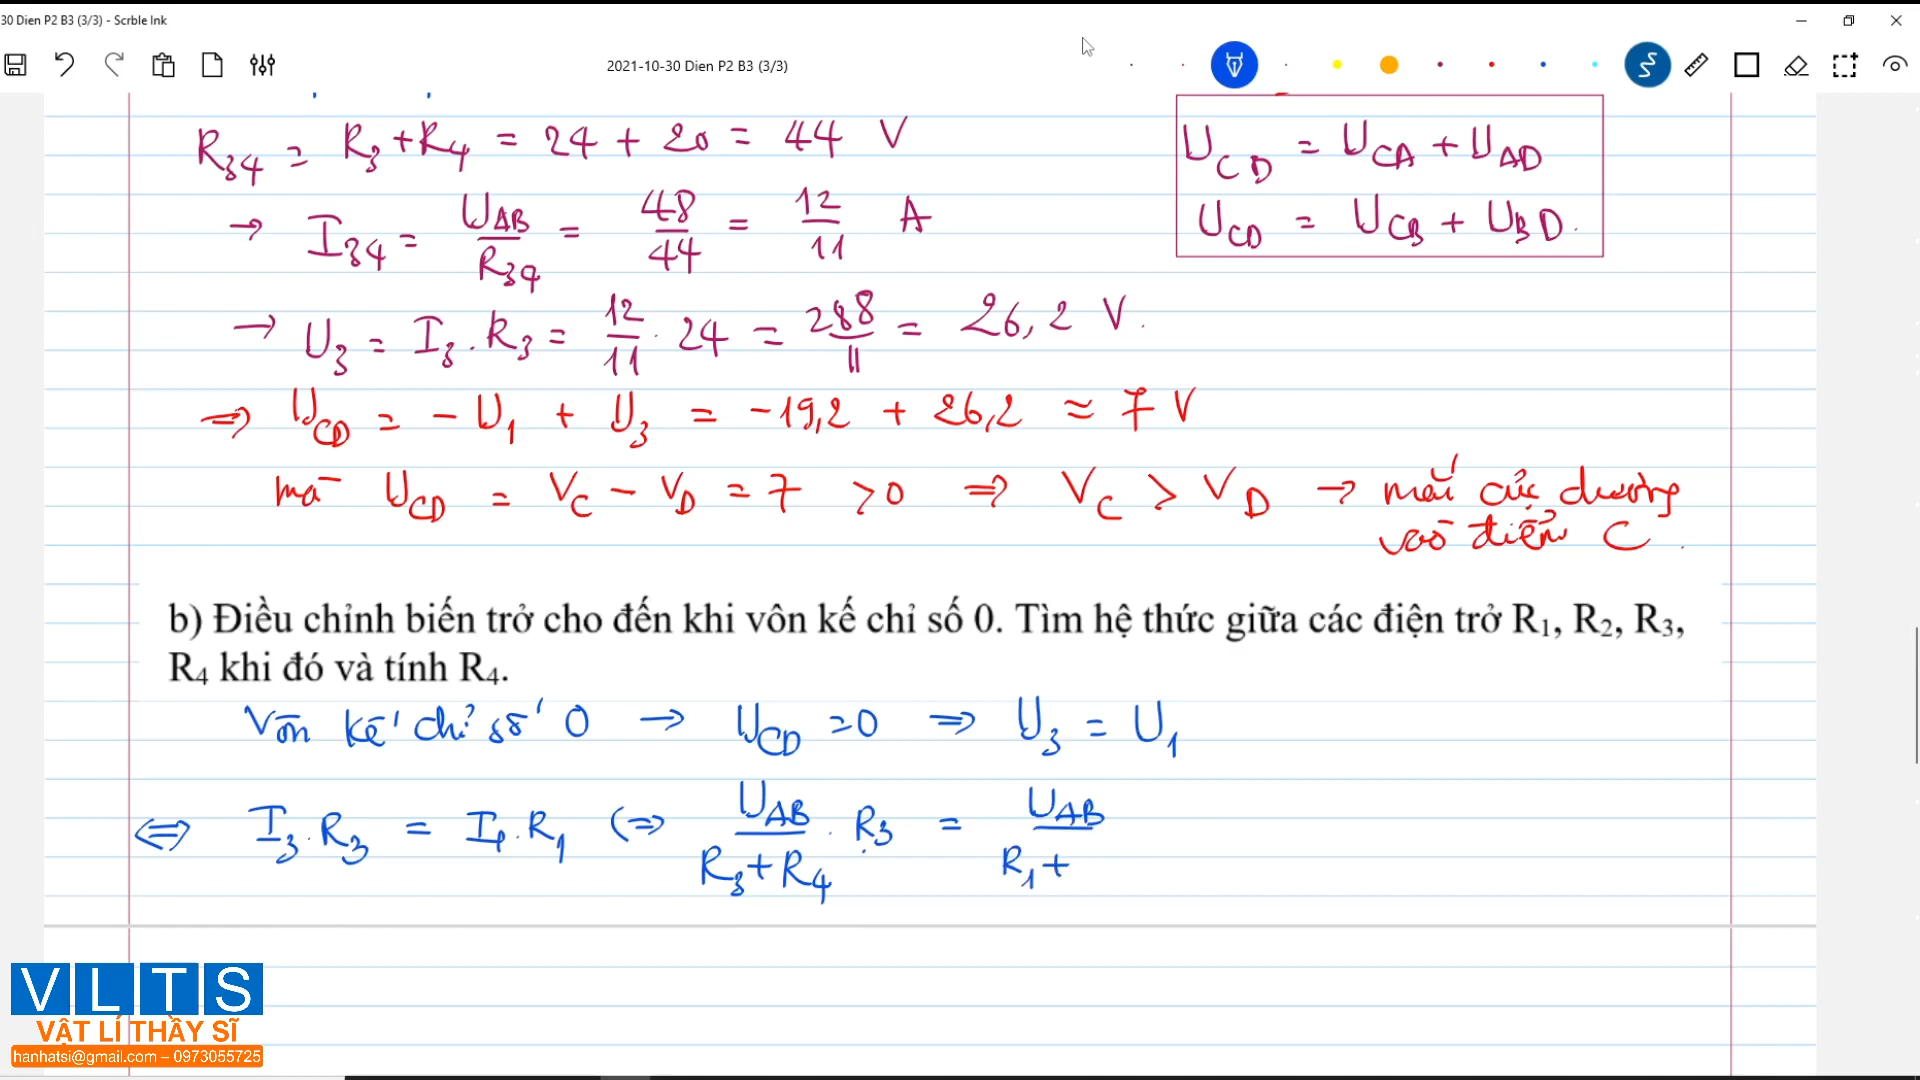 30 Dien P2 B3 (3/3) - Scrble Ink
2021-10-30 Dien P2 B3 (3/3)
R34 = R3 + R4 = 24 + 20 = 44 V
UCD = UCA + UAD
→ I34 = UAB/R34 = 48/44 = 12/11 A
UCD = UCB + UBD.
→ U3 = I3.R3 = 12/11 . 24 = 288/11 = 26,2 V.
⇒ UCD = - U1 + U3 = -19,2 + 26,2 ≈ 7 V
mà UCD = VC - VD = 7 > 0 ⇒ VC > VD → mắc cực dương
vào điểm C.
b) Điều chỉnh biến trở cho đến khi vôn kế chỉ số 0. Tìm hệ thức giữa các điện trở R1, R2, R3,
R4 khi đó và tính R4.
Vôn kế chỉ số 0 → UCD = 0 ⇒ U3 = U1
⇔ I3.R3 = I1.R1 ⇔ UAB/(R3+R4) . R3 = UAB/(R1+
VLTS
VẬT LÍ THẦY SĨ
hanhatsi@gmail.com – 0973055725